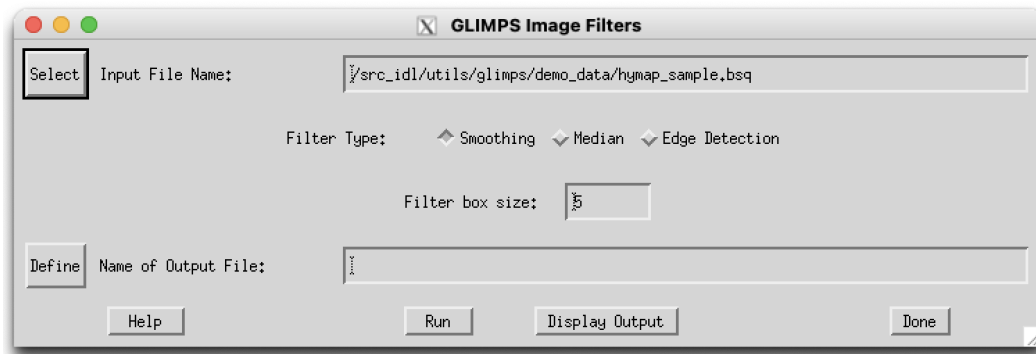 GLIMPS Image Filters
Select Input File Name: /src_idl/utils/glimps/demo_data/hymap_sample.bsq
Filter Type: Smoothing Median Edge Detection
Filter box size: 5
Define Name of Output File:
Help Run Display Output Done